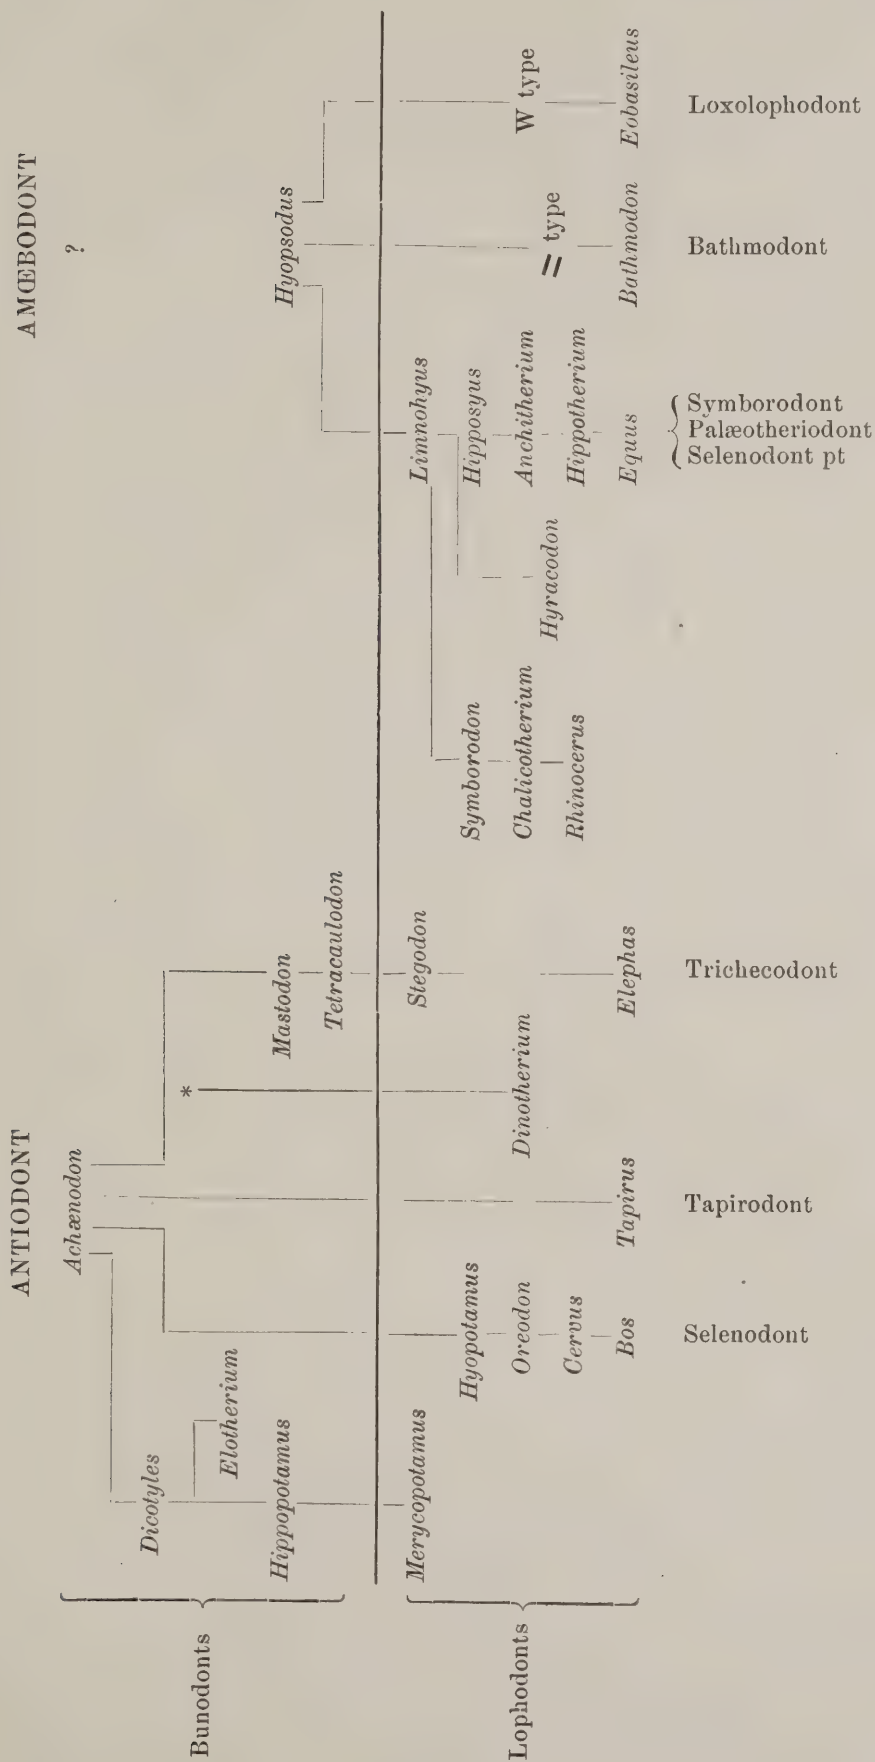 ANTIODONT
AMŒBODONT
Achænodon
?
Dicotyles
*
Elotherium
Hippopotamus
Mastodon
Hyopsodus
Tetracaulodon
Bunodonts
Merycopotamus
Stegodon
Limnohyus
Hyopotamus
Symborodon
Hipposyus
Oreodon
Dinotherium
Chalicotherium
Anchitherium
W type
Cervus
Rhinocerus
Hyracodon
Hippotherium
= type
Bos
Tapirus
Elephas
Equus
Bathmodon
Eobasileus
Lophodonts
Selenodont
Tapirodont
Trichecodont
Symborodont
Palæotheriodont
Selenodont pt
Bathmodont
Loxolophodont